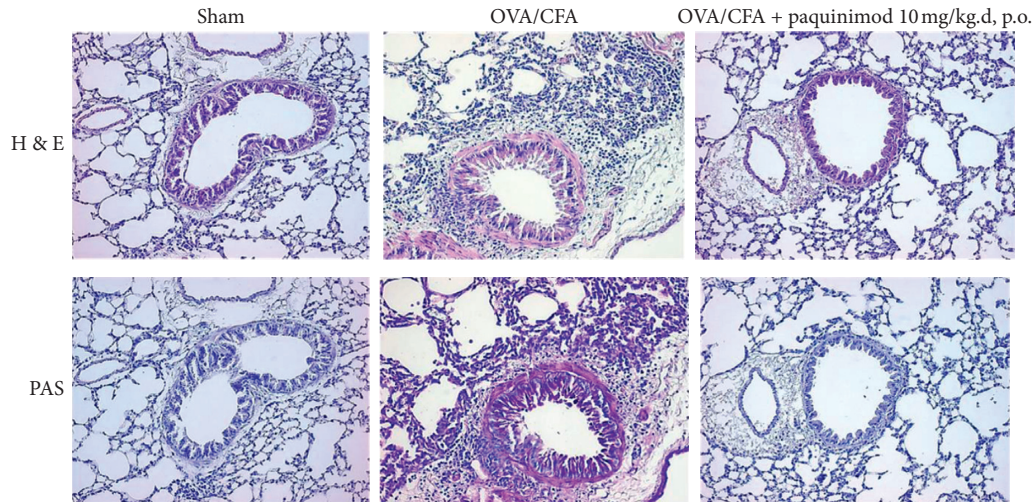 Sham
OVA/CFA
OVA/CFA + paquinimod 10 mg/kg.d, p.o.
H & E
PAS